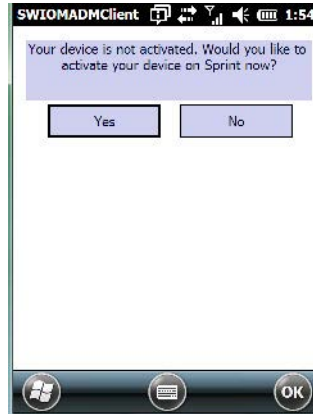 SWIOMADMClient 1:54
Your device is not activated. Would you like to
activate your device on Sprint now?
Yes No
OK